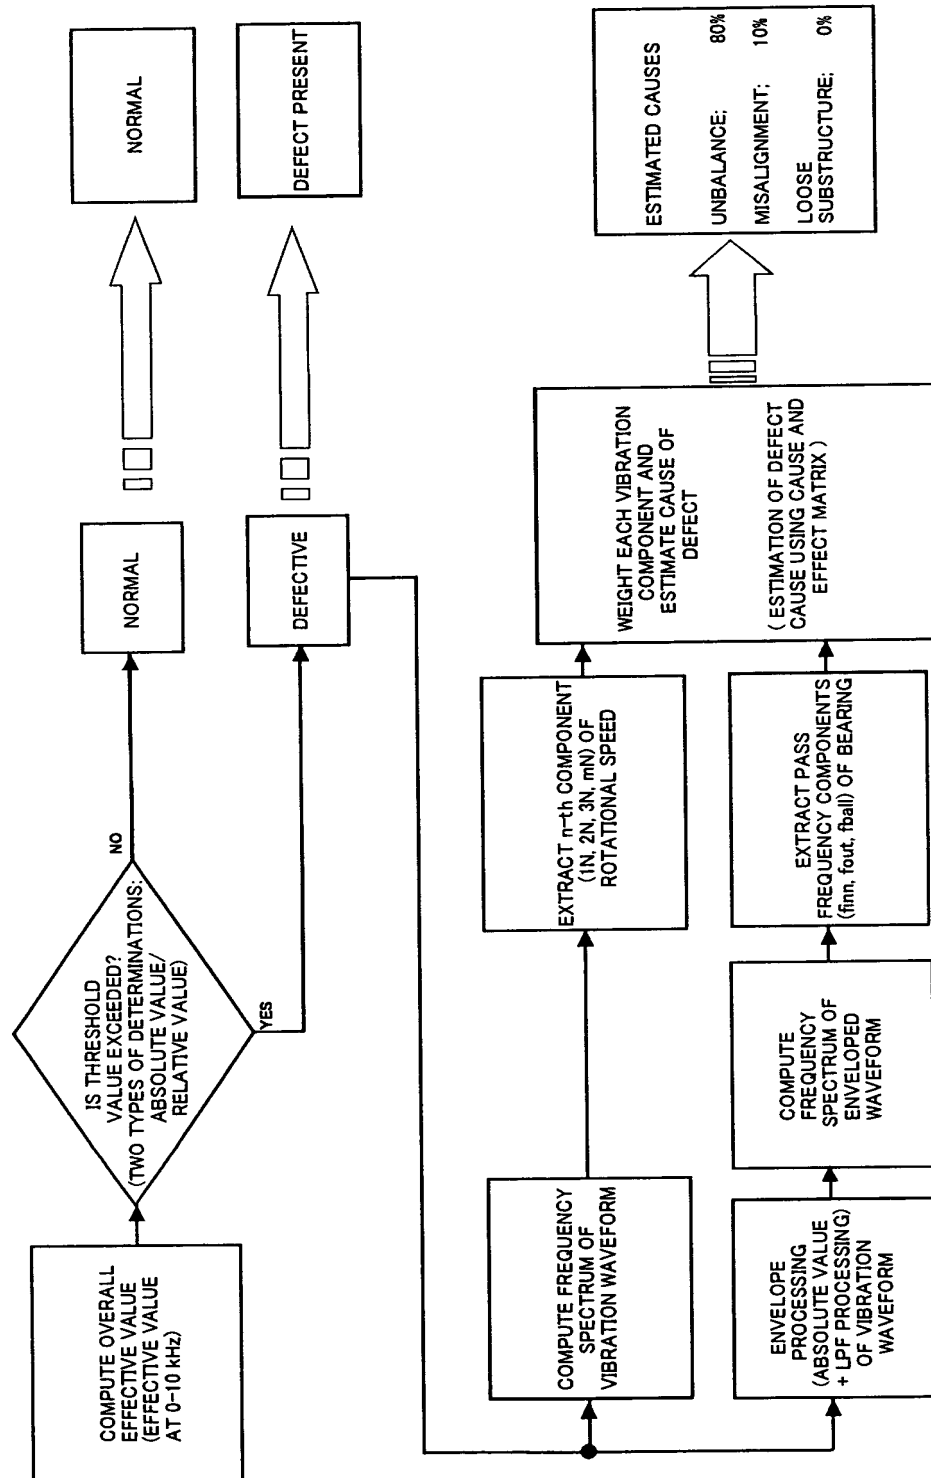 COMPUTE OVERALL
EFFECTIVE VALUE
(EFFECTIVE VALUE
AT 0-10 kHz)
IS THRESHOLD
VALUE EXCEEDED?
(TWO TYPES OF DETERMINATIONS:
ABSOLUTE VALUE/
RELATIVE VALUE)
NO
YES
NORMAL
NORMAL
DEFECTIVE
DEFECT PRESENT
COMPUTE FREQUENCY
SPECTRUM OF
VIBRATION WAVEFORM
EXTRACT n-th COMPONENT
(1N, 2N, 3N, mN) OF
ROTATIONAL SPEED
ENVELOPE
PROCESSING
(ABSOLUTE VALUE
+ LPF PROCESSING)
OF VIBRATION
WAVEFORM
COMPUTE
FREQUENCY
SPECTRUM OF
ENVELOPED
WAVEFORM
EXTRACT PASS
FREQUENCY COMPONENTS
(finn, fout, fball) OF BEARING
WEIGHT EACH VIBRATION
COMPONENT AND
ESTIMATE CAUSE OF
DEFECT
( ESTIMATION OF DEFECT
CAUSE USING CAUSE AND
EFFECT MATRIX )
ESTIMATED CAUSES
UNBALANCE; 80%
MISALIGNMENT; 10%
LOOSE
SUBSTRUCTURE; 0%